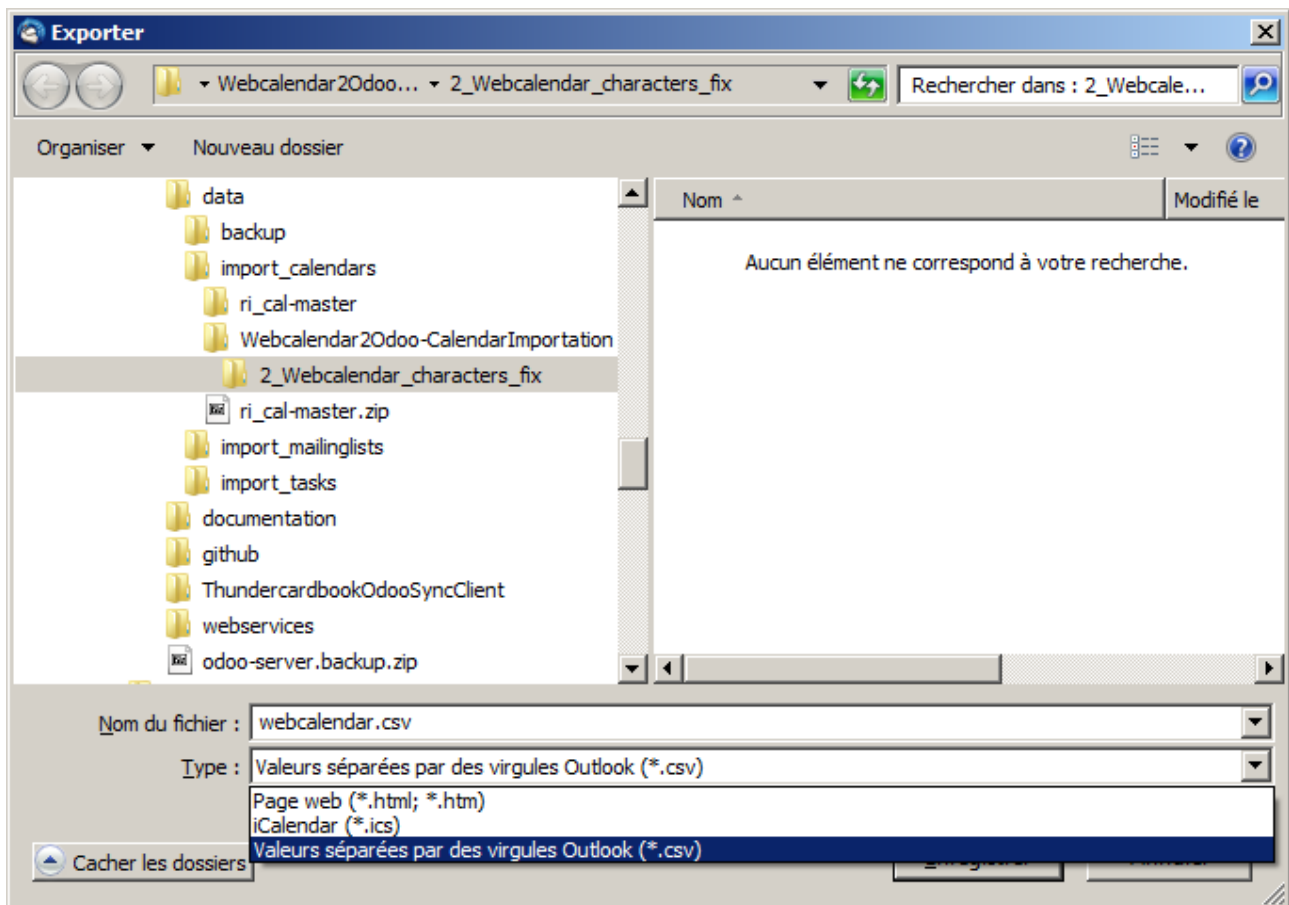 Exporter
Webcalendar2Odoo... 2_Webcalendar_characters_fix
Rechercher dans : 2_Webcale...
Organiser Nouveau dossier
Nom Modifié le
data
backup
import_calendars
ri_cal-master
Webcalendar2Odoo-CalendarImportation
2_Webcalendar_characters_fix
ri_cal-master.zip
import_mailinglists
import_tasks
documentation
github
ThundercardbookOdooSyncClient
webservices
odoo-server.backup.zip
Aucun élément ne correspond à votre recherche.
Nom du fichier : webcalendar.csv
Type : Valeurs séparées par des virgules Outlook (*.csv)
Page web (*.html; *.htm)
iCalendar (*.ics)
Valeurs séparées par des virgules Outlook (*.csv)
Cacher les dossiers